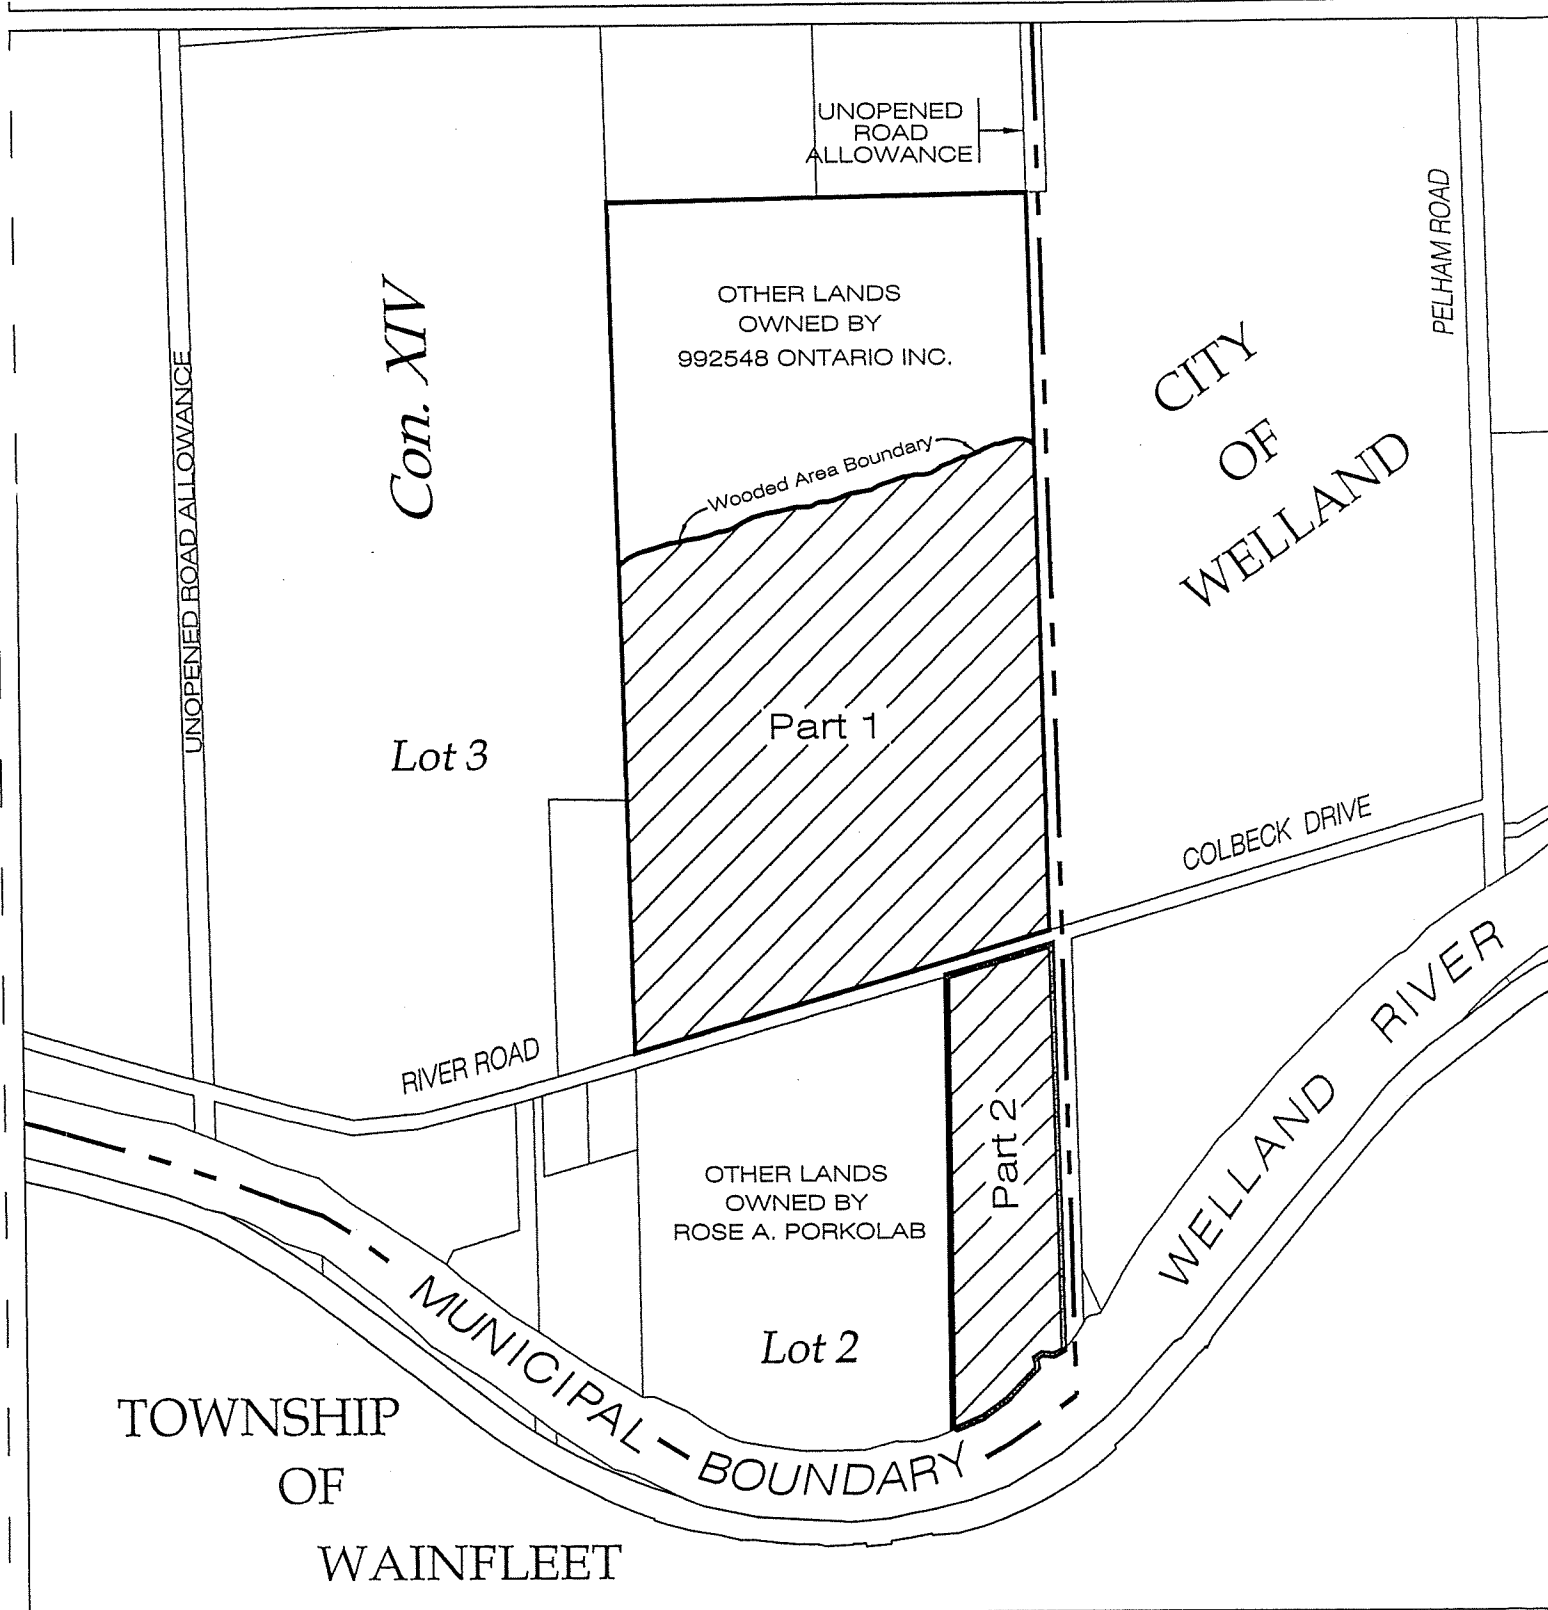 UNOPENED
ROAD
ALLOWANCE
PELHAM ROAD
OTHER LANDS
OWNED BY
992548 ONTARIO INC.
Con. XIV
UNOPENED ROAD ALLOWANCE
CITY
OF
WELLAND
Wooded Area Boundary
Part 1
Lot 3
COLBECK DRIVE
RIVER ROAD
WELLAND RIVER
Part 2
OTHER LANDS
OWNED BY
ROSE A. PORKOLAB
Lot 2
MUNICIPAL BOUNDARY
TOWNSHIP
OF
WAINFLEET